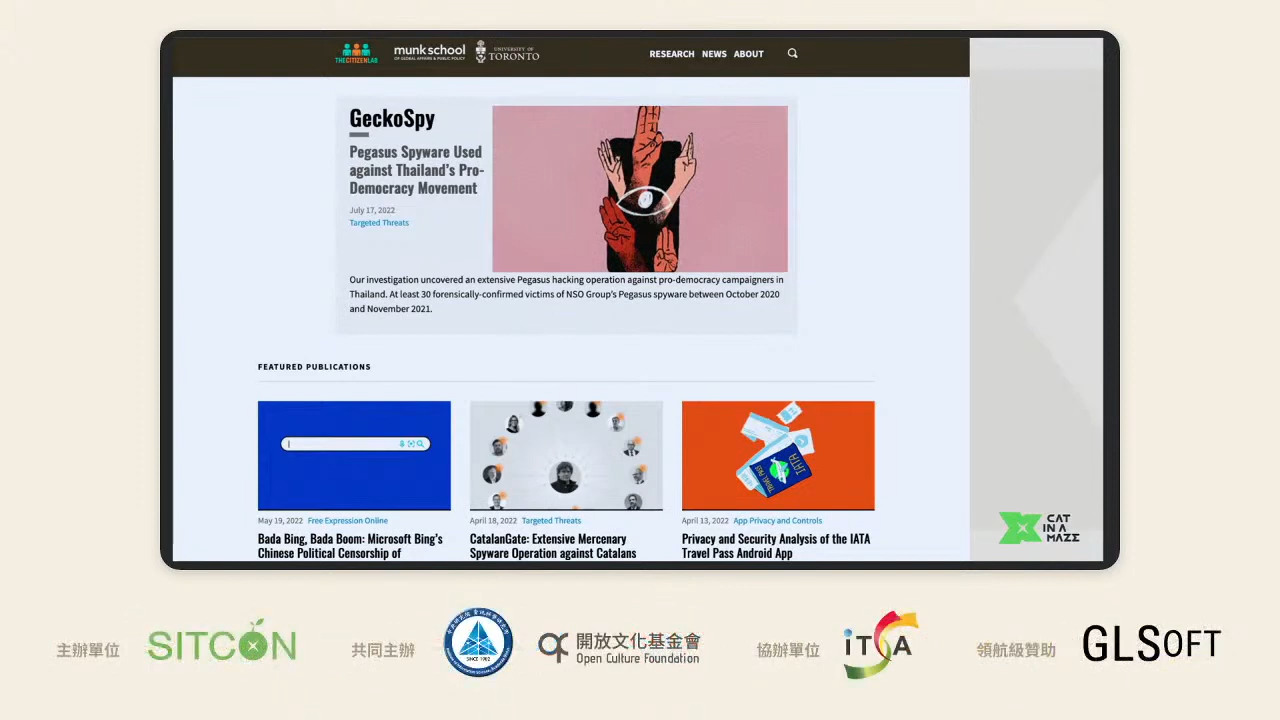 THECITIZENLAB
munkschool
OF GLOBAL AFFAIRS & PUBLIC POLICY
UNIVERSITY OF
TORONTO
RESEARCH NEWS ABOUT
GeckoSpy
Pegasus Spyware Used
against Thailand's Pro-
Democracy Movement
July 17, 2022
Targeted Threats
Our investigation uncovered an extensive Pegasus hacking operation against pro-democracy campaigners in
Thailand. At least 30 forensically-confirmed victims of NSO Group's Pegasus spyware between October 2020
and November 2021.
FEATURED PUBLICATIONS
IATA
TRAVEL PASS
May 19, 2022 Free Expression Online
Bada Bing, Bada Boom: Microsoft Bing's
Chinese Political Censorship of
April 18, 2022 Targeted Threats
CatalanGate: Extensive Mercenary
Spyware Operation against Catalans
April 13, 2022 App Privacy and Controls
Privacy and Security Analysis of the IATA
Travel Pass Android App
CAT
IN A
MAZE
主辦單位
SITCON
共同主辦
SINCE 1982
開放文化基金會
Open Culture Foundation
協辦單位
iTSA
領航級贊助
GLSOFT